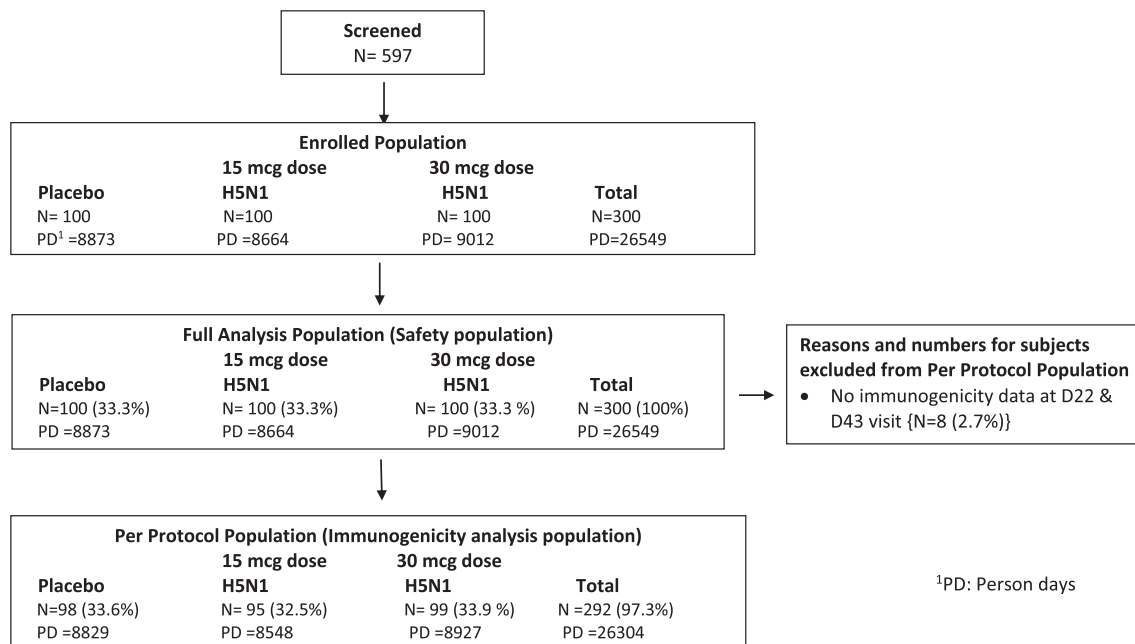 Screened
N= 597
Enrolled Population
15 mcg dose 30 mcg dose
Placebo H5N1 H5N1 Total
N= 100 N=100 N= 100 N=300
PD¹ =8873 PD =8664 PD= 9012 PD=26549
Full Analysis Population (Safety population)
15 mcg dose 30 mcg dose
Placebo H5N1 H5N1 Total
N=100 (33.3%) N= 100 (33.3%) N= 100 (33.3 %) N =300 (100%)
PD =8873 PD =8664 PD =9012 PD =26549
Reasons and numbers for subjects
excluded from Per Protocol Population
• No immunogenicity data at D22 &
D43 visit {N=8 (2.7%)}
Per Protocol Population (Immunogenicity analysis population)
15 mcg dose 30 mcg dose
Placebo H5N1 H5N1 Total
N=98 (33.6%) N= 95 (32.5%) N= 99 (33.9 %) N =292 (97.3%)
PD =8829 PD =8548 PD =8927 PD =26304
¹PD: Person days